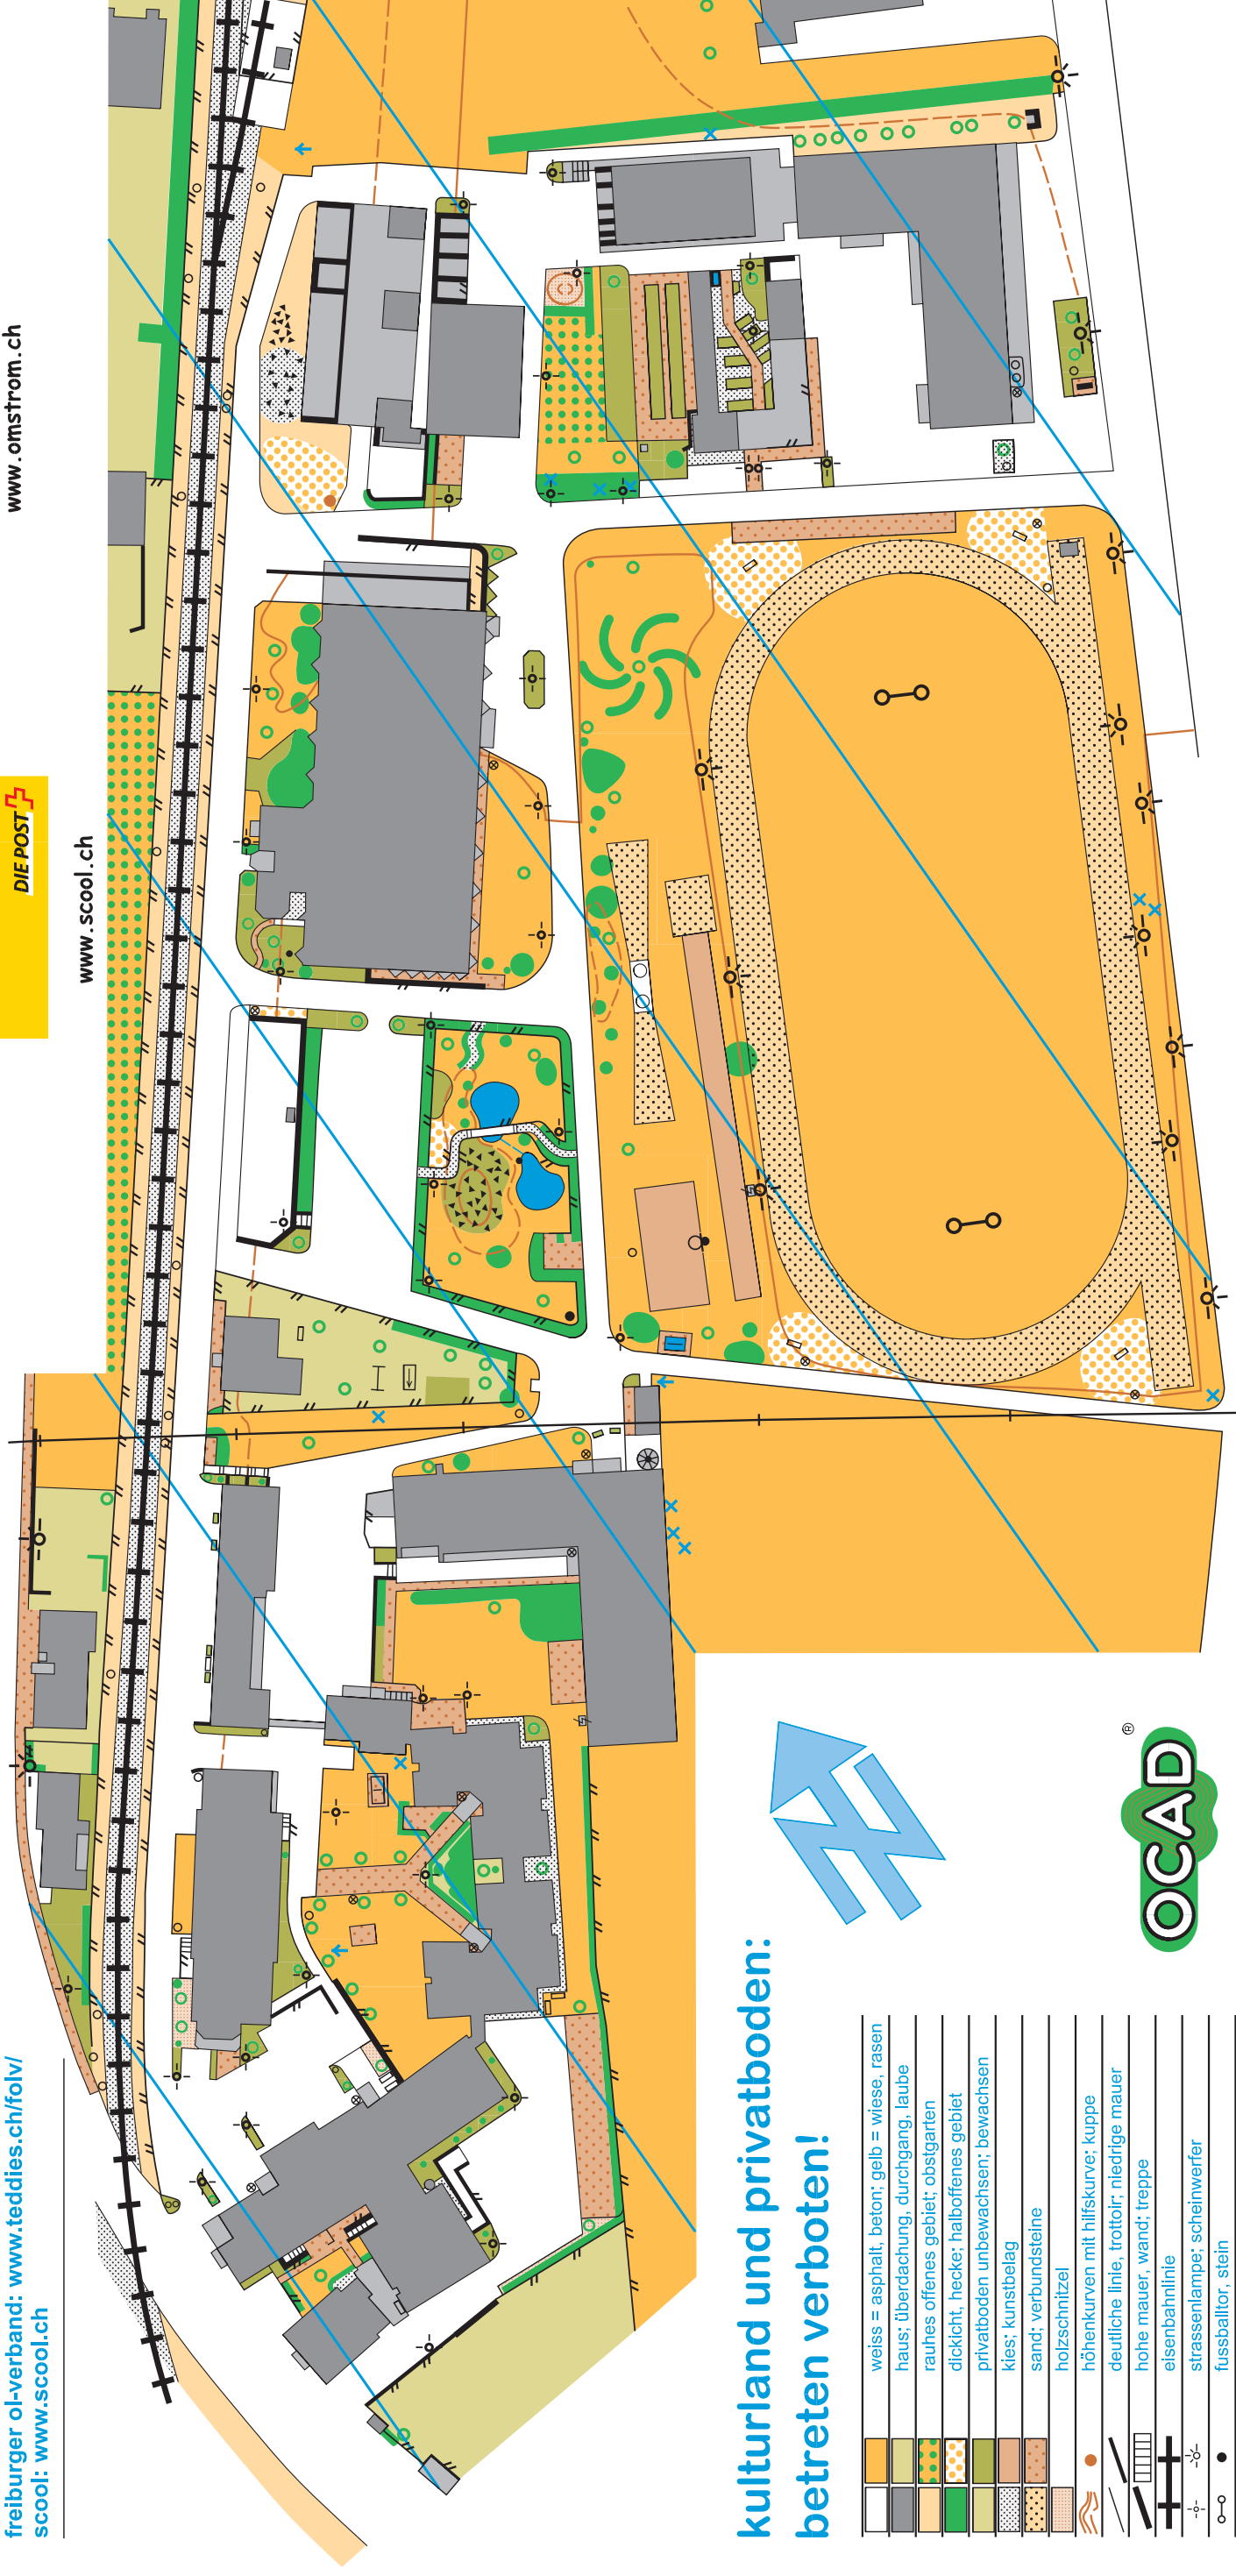 www.omstrom.ch
DIE POST
www.scool.ch
freiburger ol-verband: www.teddies.ch/folv/
scool: www.scool.ch
kulturland und privatboden:
betreten verboten!
OCAD®
weiss = asphalt, beton; gelb = wiese, rasen
haus; überdachung, durchgang, laube
rauhes offenes gebiet; obstgarten
dickicht, hecke; halboffenes gebiet
privatboden unbewachsen; bewachsen
kies; kunstbelag
sand; verbundsteine
holzschnitzel
höhenkurven mit hilfskurve; kuppe
deutliche linie, trottoir; niedrige mauer
hohe mauer, wand; treppe
eisenbahnlinie
strassenlampe; scheinwerfer
fussballtor, stein